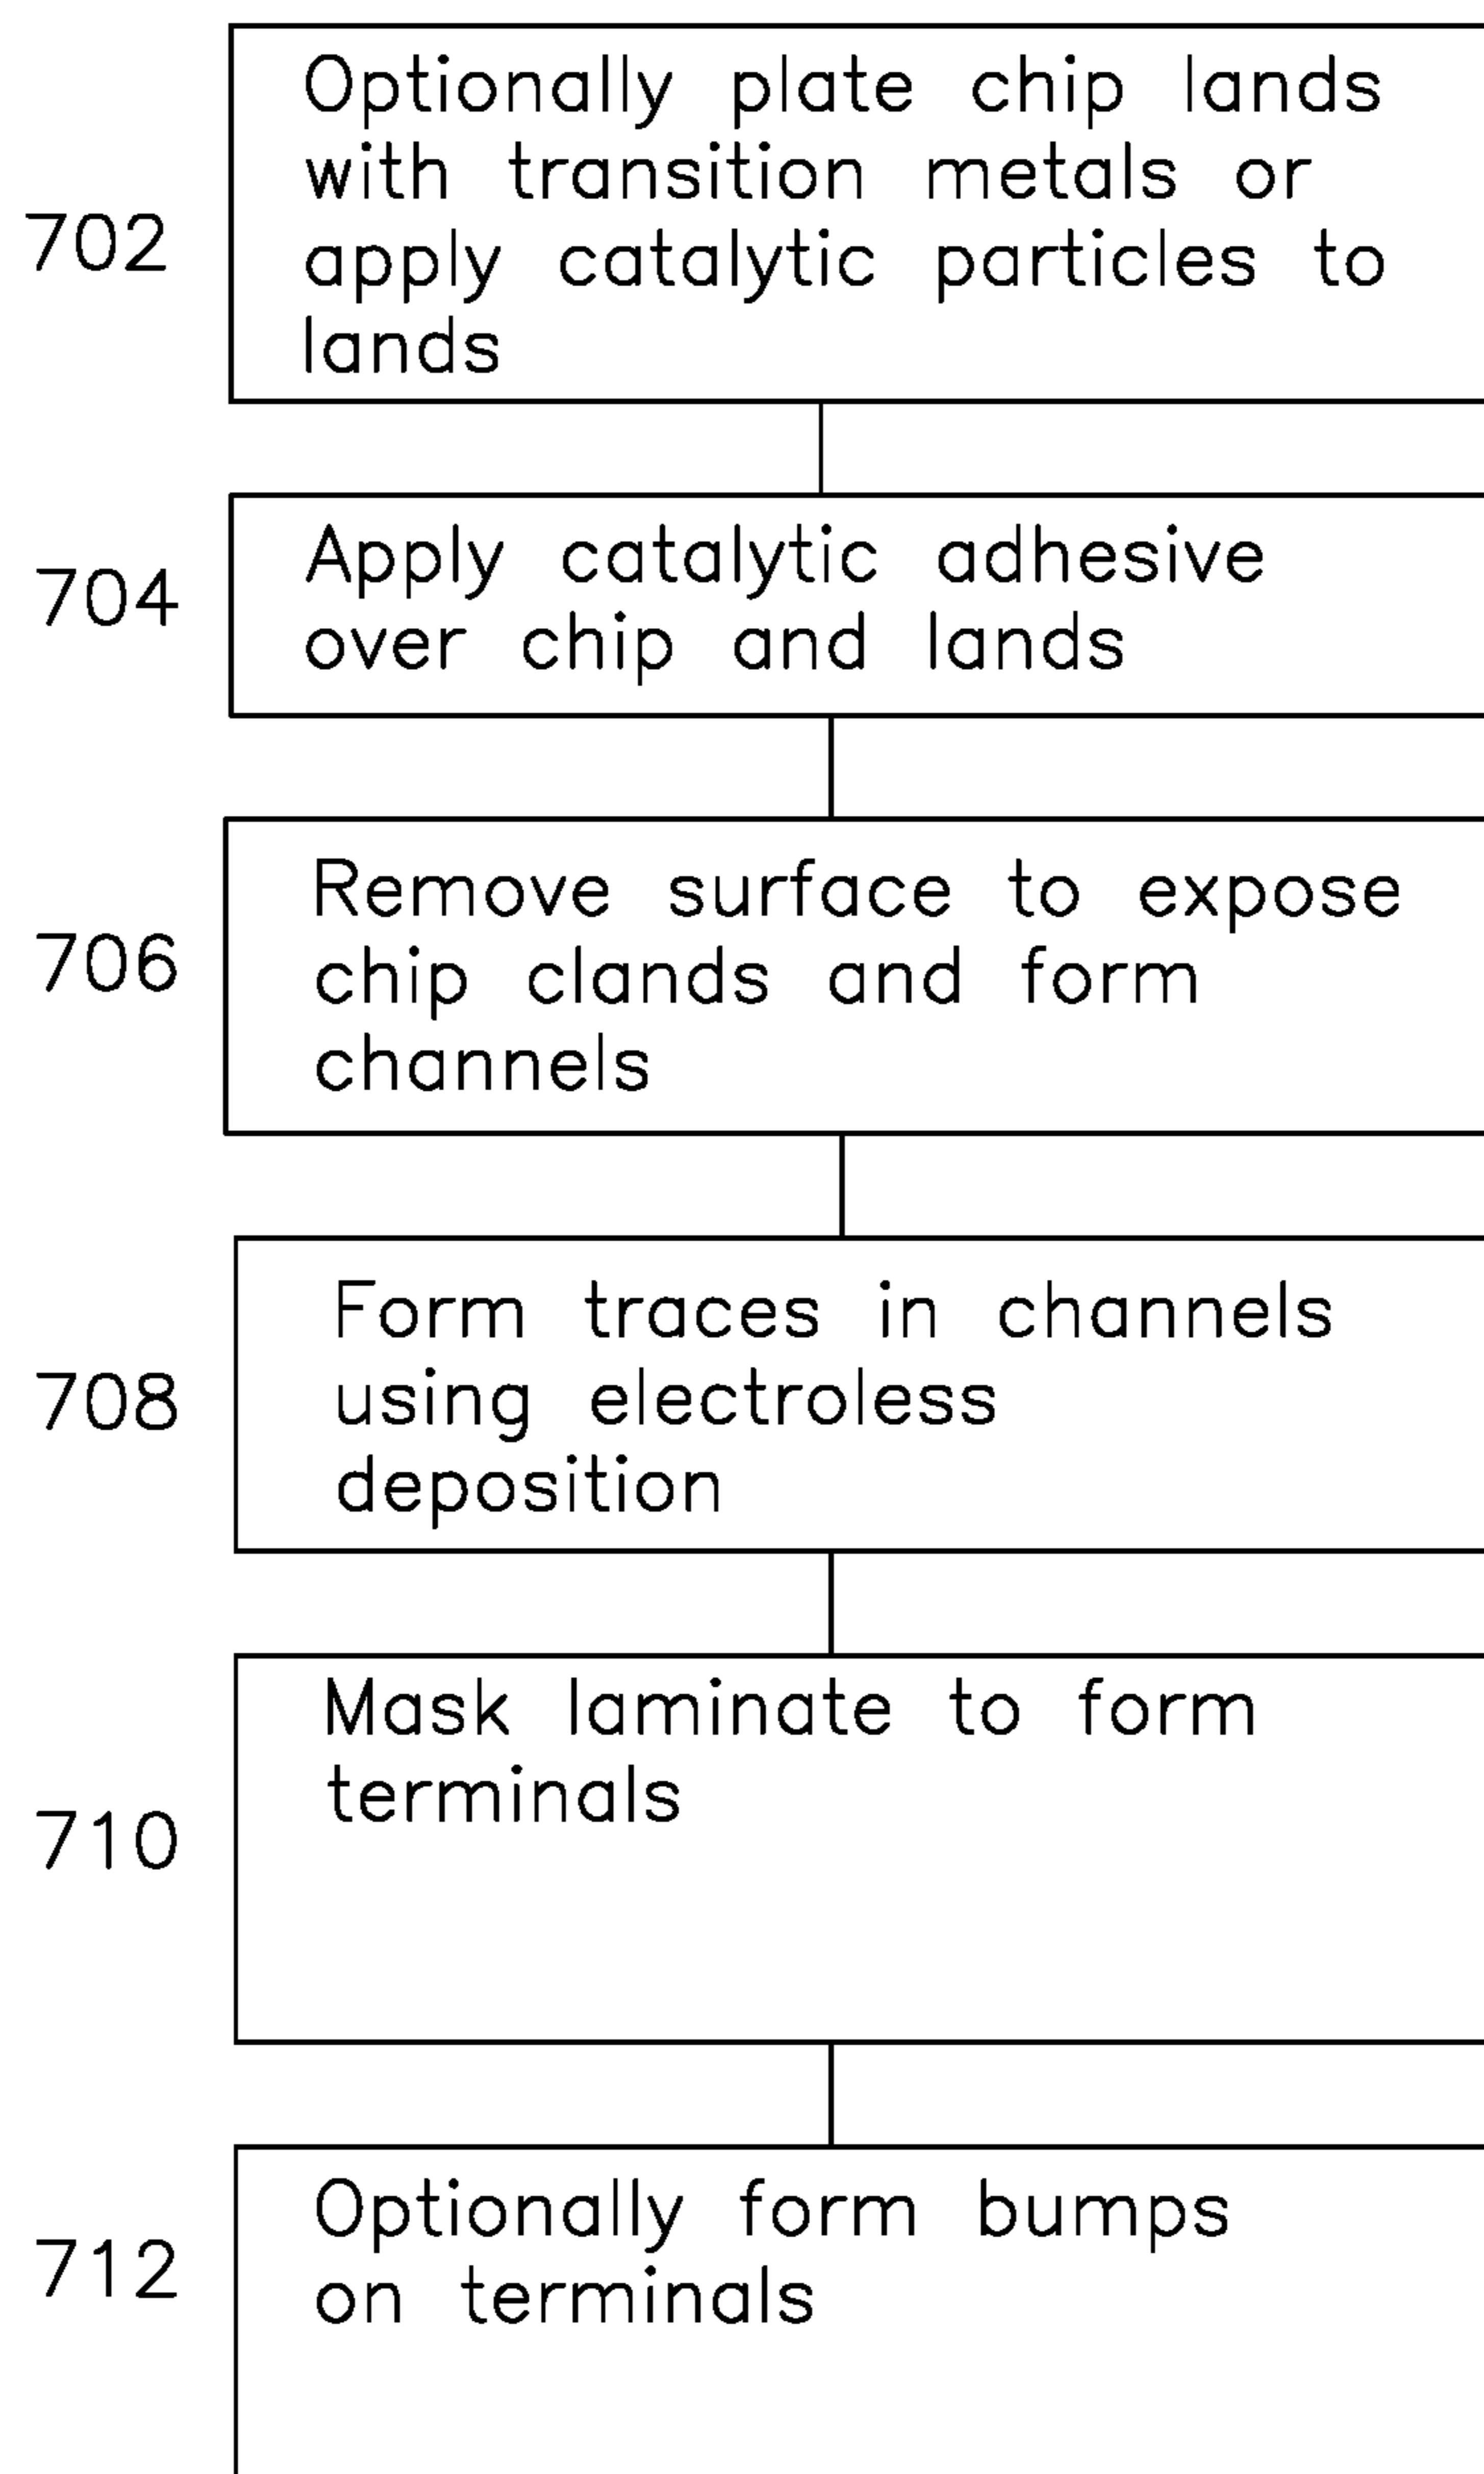 Optionally plate chip lands
with transition metals or
702
apply catalytic particles to
lands
Apply catalytic adhesive
704
over chip and lands
Remove surface to expose
706
chip clands and form
channels
Form traces in channels
708
using electroless
deposition
Mask laminate to form
terminals
710
Optionally form bumps
712
on terminals